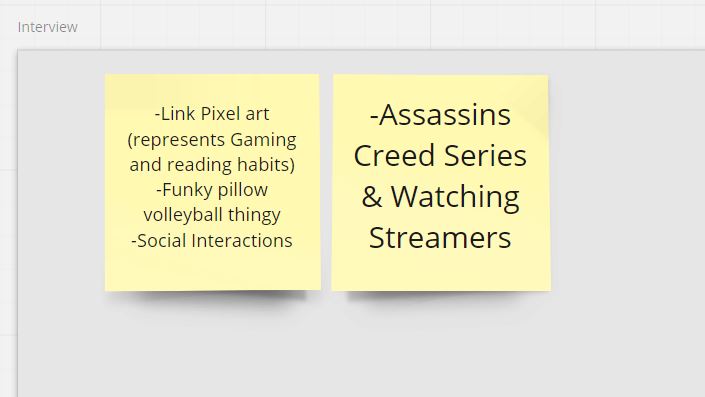 Interview
-Link Pixel art
(represents Gaming
and reading habits)
-Funky pillow
volleyball thingy
-Social Interactions
-Assassins
Creed Series
& Watching
Streamers